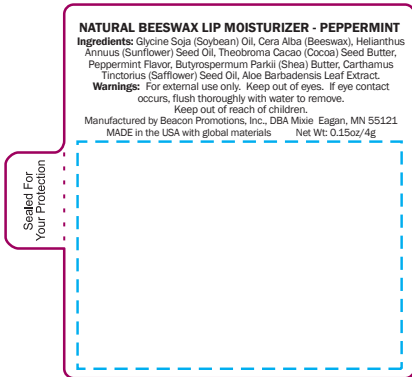 NATURAL BEESWAX LIP MOISTURIZER - PEPPERMINT
Ingredients: Glycine Soja (Soybean) Oil, Cera Alba (Beeswax), Helianthus
Annuus (Sunflower) Seed Oil, Theobroma Cacao (Cocoa) Seed Butter,
Peppermint Flavor, Butyrospermum Parkii (Shea) Butter, Carthamus
Tinctorius (Safflower) Seed Oil, Aloe Barbadensis Leaf Extract.
Warnings: For external use only. Keep out of eyes. If eye contact
occurs, flush thoroughly with water to remove.
Keep out of reach of children.
Manufactured by Beacon Promotions, Inc., DBA Mixie Eagan, MN 55121
MADE in the USA with global materials Net Wt: 0.15oz/4g
Sealed For
Your Protection